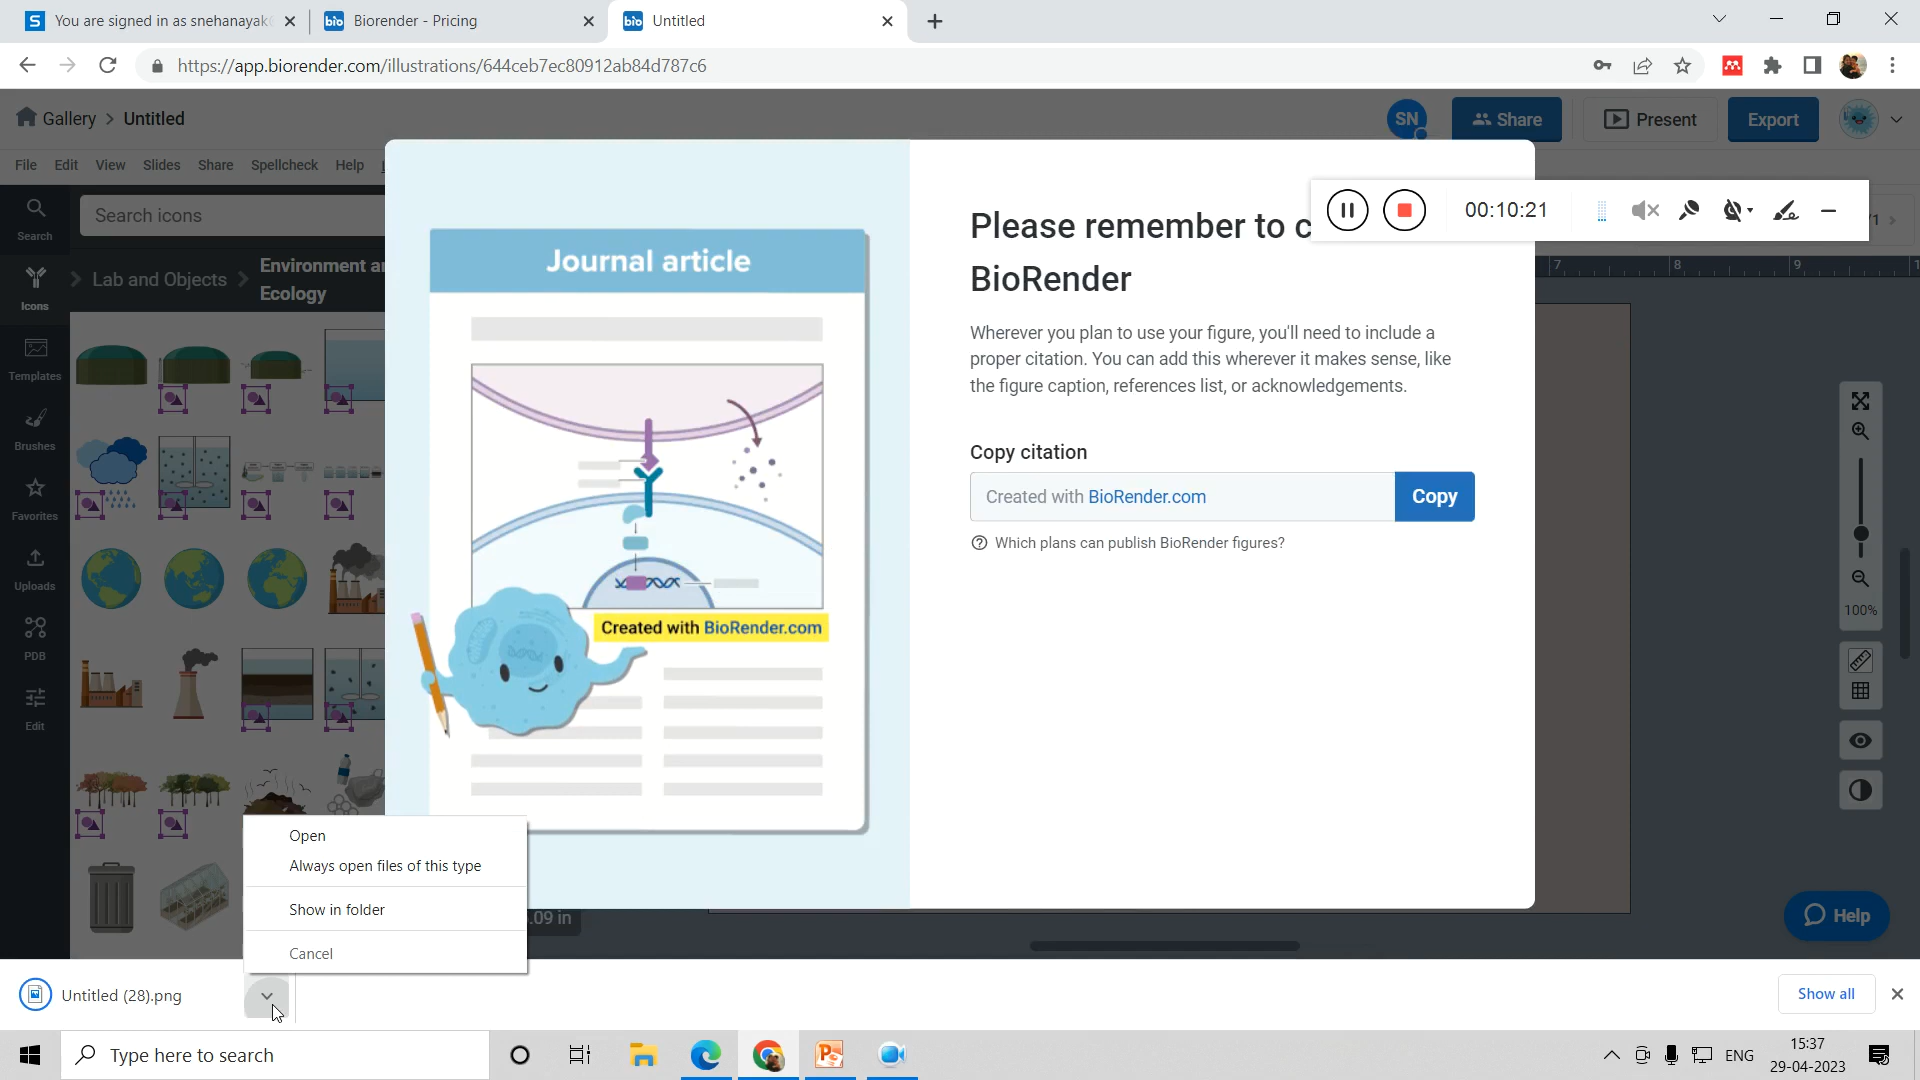 You are signed in as snehanayak
Biorender - Pricing
Untitled
https://app.biorender.com/illustrations/644ceb7ec80912ab84d787c6
Gallery > Untitled
SN
Share
Present
Export
File Edit View Slides Share Spellcheck Help
Search icons
Search
Icons
Templates
Brushes
Favorites
Uploads
PDB
Edit
Lab and Objects
Environment an
Ecology
Journal article
Created with BioRender.com
Please remember to c
BioRender
00:10:21
Wherever you plan to use your figure, you'll need to include a
proper citation. You can add this wherever it makes sense, like
the figure caption, references list, or acknowledgements.
Copy citation
Created with BioRender.com
Copy
Which plans can publish BioRender figures?
7 8 9
/1
100%
Help
Open
Always open files of this type
Show in folder
Cancel
.09 in
Untitled (28).png
Show all
Type here to search
ENG
15:37
29-04-2023